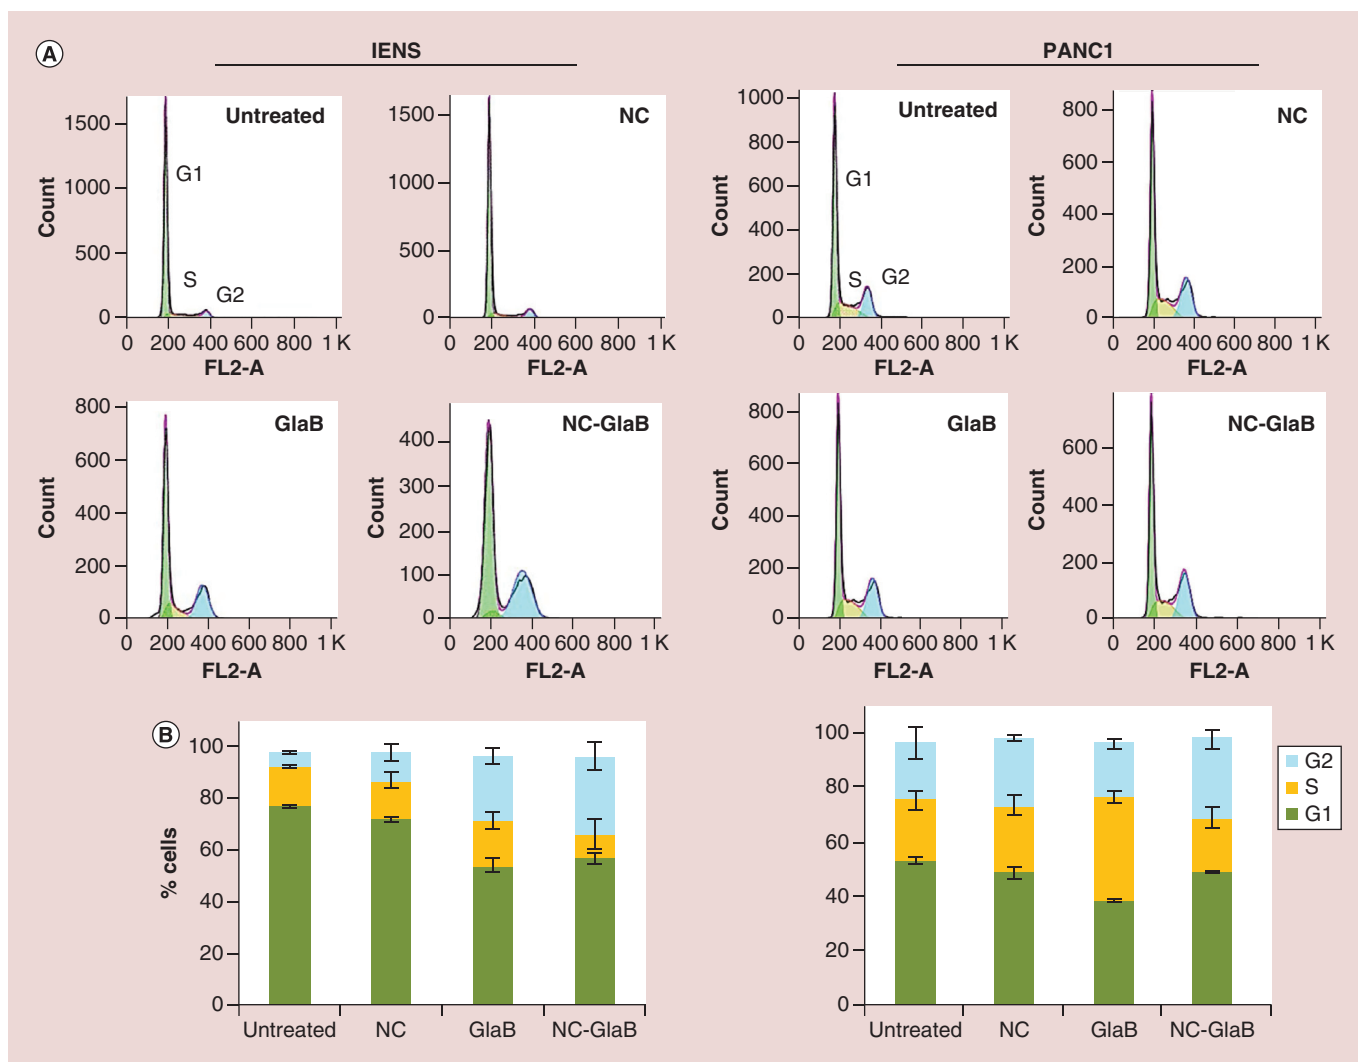 A
IENS
PANC1
Untreated
G1
S
G2
Count
1500
1000
500
0
0 200 400 600 800 1 K
FL2-A
NC
1500
1000
500
0
0 200 400 600 800 1 K
FL2-A
Untreated
G1
S
G2
Count
1000
800
600
400
200
0
0 200 400 600 800 1 K
FL2-A
NC
Count
800
600
400
200
0
0 200 400 600 800 1 K
FL2-A
GlaB
Count
800
600
400
200
0
0 200 400 600 800 1 K
FL2-A
NC-GlaB
Count
400
300
200
100
0
0 200 400 600 800 1 K
FL2-A
GlaB
Count
800
600
400
200
0
0 200 400 600 800 1 K
FL2-A
NC-GlaB
Count
600
400
200
0
0 200 400 600 800 1 K
FL2-A
B
% cells
100
80
60
40
20
0
Untreated NC GlaB NC-GlaB
100
80
60
40
20
0
Untreated NC GlaB NC-GlaB
G2
S
G1